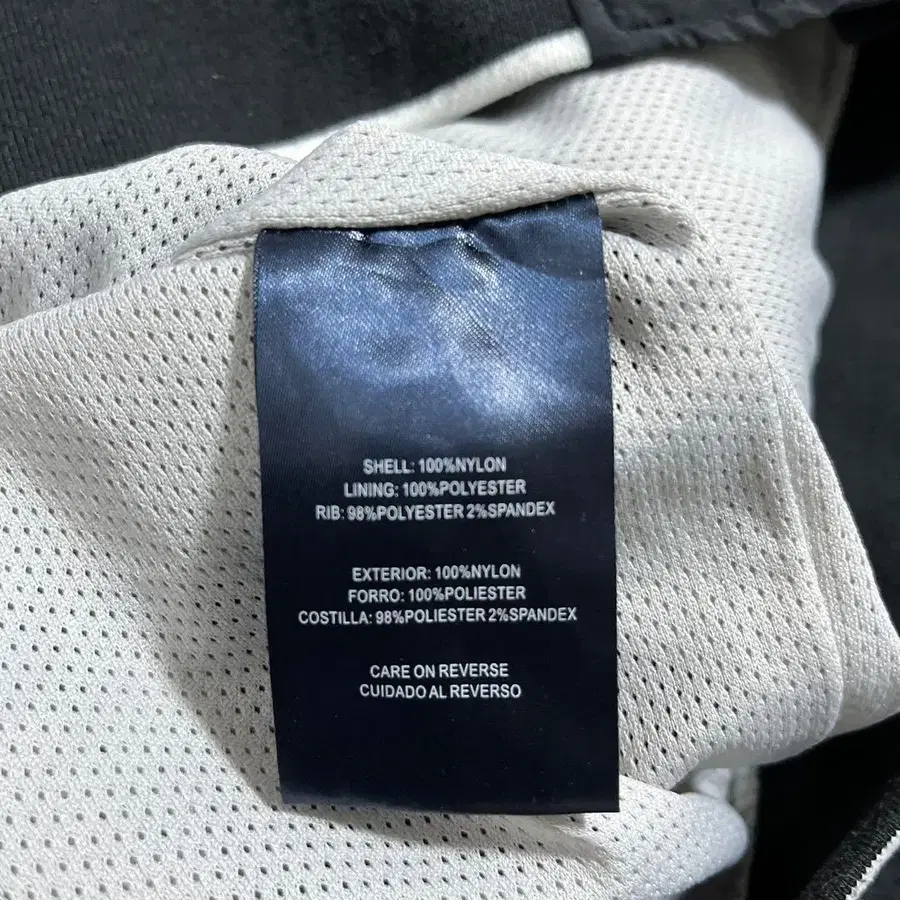 SHELL: 100%NYLON
LINING: 100%POLYESTER
RIB: 98%POLYESTER 2%SPANDEX
EXTERIOR: 100%NYLON
FORRO: 100%POLIESTER
COSTILLA: 98%POLIESTER 2%SPANDEX
CARE ON REVERSE
CUIDADO AL REVERSO